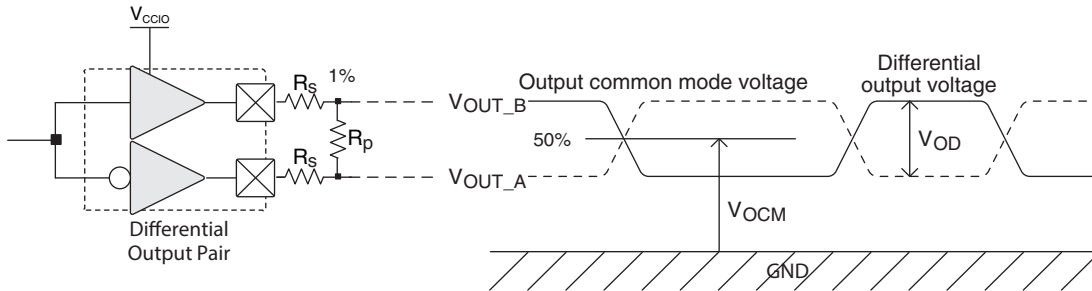 VCCIO
RS
1%
RP
RS
Differential
Output Pair
VOUT_B
VOUT_A
Output common mode voltage
50%
VOCM
Differential
output voltage
VOD
GND